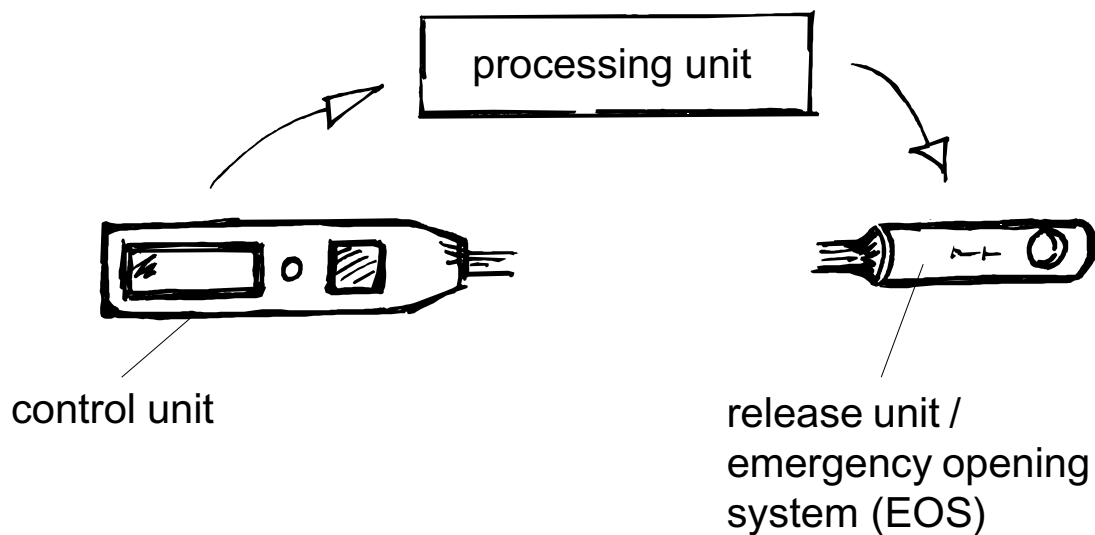 processing unit
control unit
release unit /
emergency opening
system (EOS)